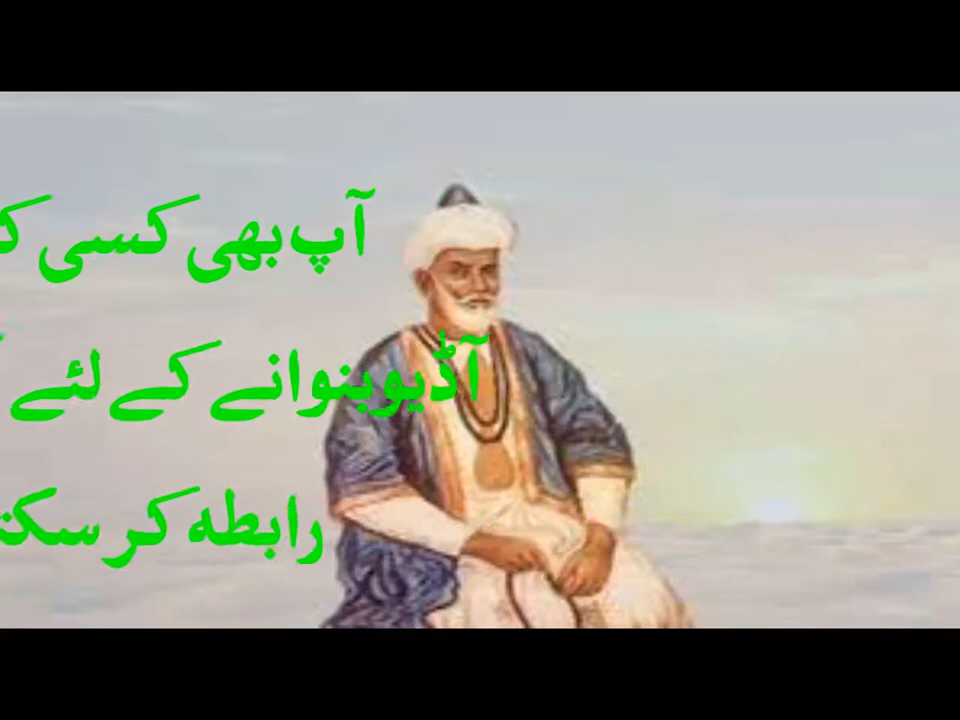 آپ بھی کسی
آڈیو بنوانے کے لئے
رابطہ کر